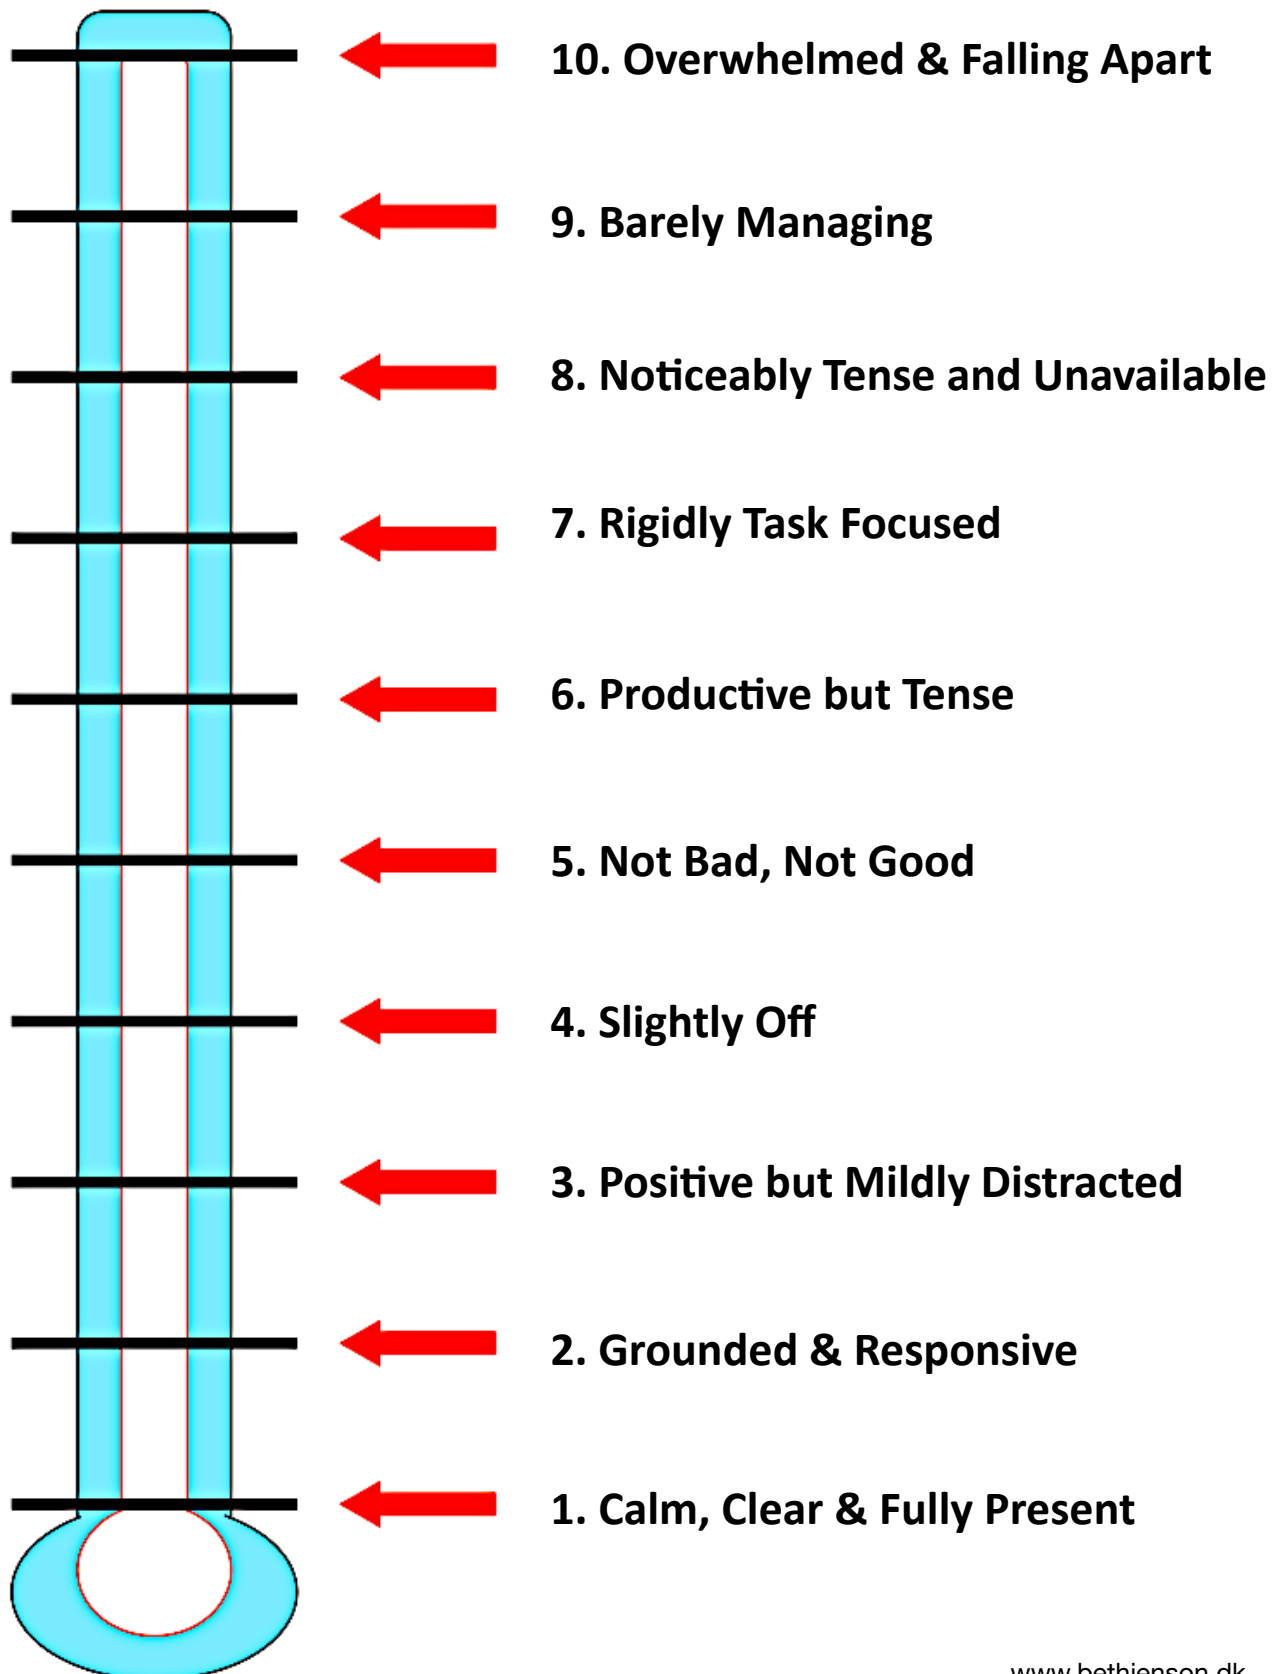 10. Overwhelmed & Falling Apart
9. Barely Managing
8. Noticeably Tense and Unavailable
7. Rigidly Task Focused
6. Productive but Tense
5. Not Bad, Not Good
4. Slightly Off
3. Positive but Mildly Distracted
2. Grounded & Responsive
1. Calm, Clear & Fully Present